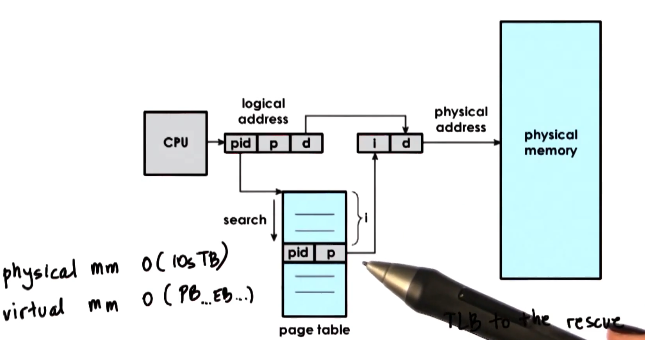 logical
address
physical
address
CPU
pid p d
i d
physical
memory
search
i
pid p
page table
physical mm O(10s TB)
virtual mm O(PB...EB...)
TLB to the rescue